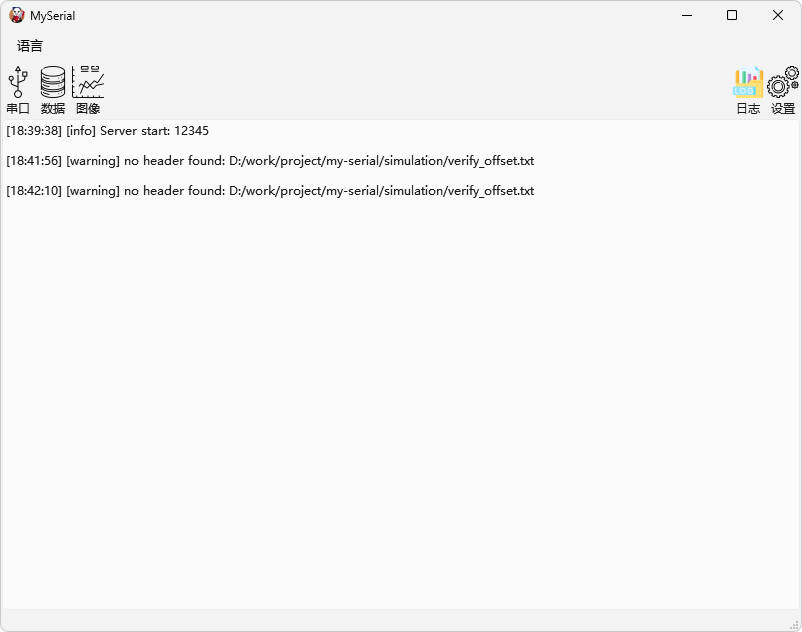 MySerial
语言
串口 数据 图像 LOG 日志 设置
[18:39:38] [info] Server start: 12345
[18:41:56] [warning] no header found: D:/work/project/my-serial/simulation/verify_offset.txt
[18:42:10] [warning] no header found: D:/work/project/my-serial/simulation/verify_offset.txt